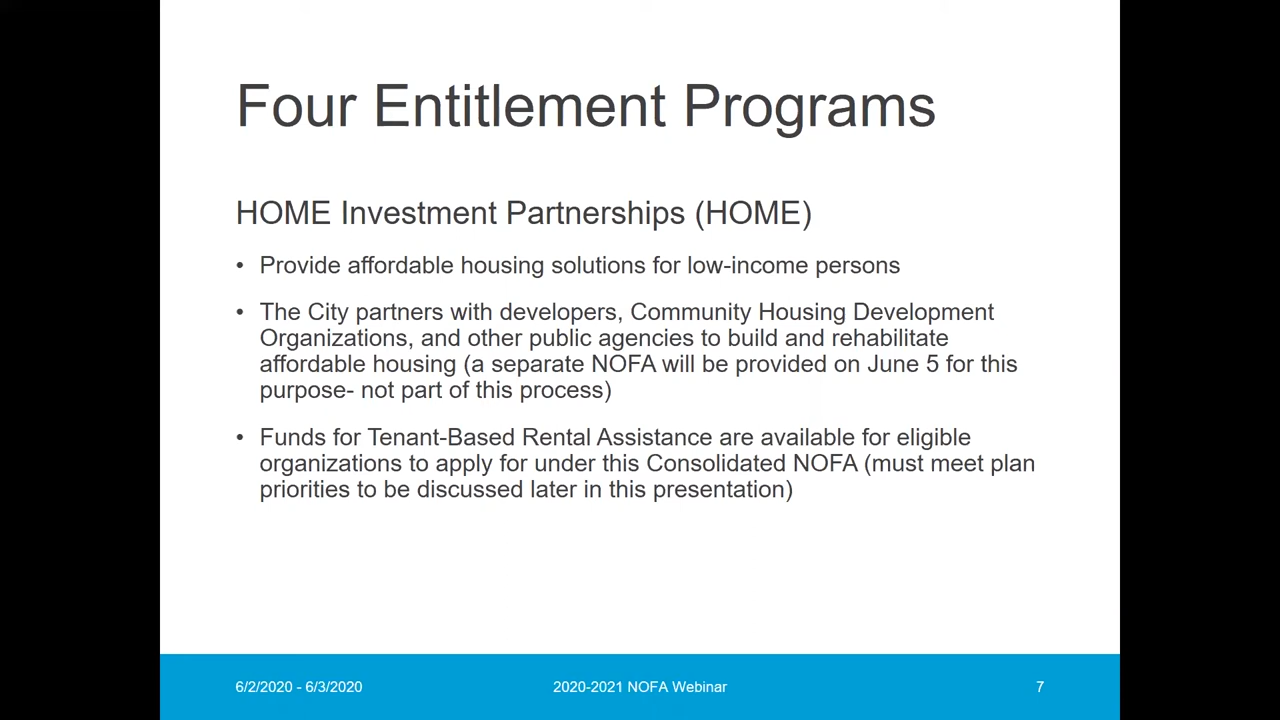 Four Entitlement Programs
HOME Investment Partnerships (HOME)
• Provide affordable housing solutions for low-income persons
• The City partners with developers, Community Housing Development
Organizations, and other public agencies to build and rehabilitate
affordable housing (a separate NOFA will be provided on June 5 for this
purpose- not part of this process)
• Funds for Tenant-Based Rental Assistance are available for eligible
organizations to apply for under this Consolidated NOFA (must meet plan
priorities to be discussed later in this presentation)
6/2/2020 - 6/3/2020
2020-2021 NOFA Webinar
7